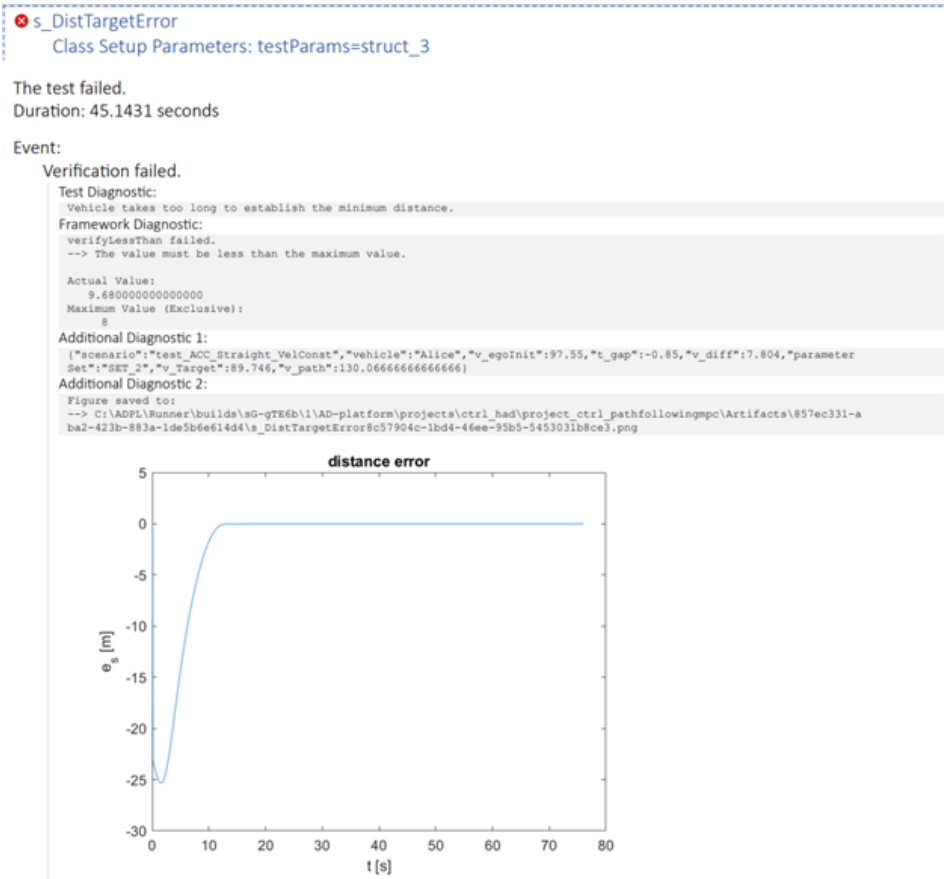 s_DistTargetError
Class Setup Parameters: testParams=struct_3
The test failed.
Duration: 45.1431 seconds
Event:
Verification failed.
Test Diagnostic:
Vehicle takes too long to establish the minimum distance.
Framework Diagnostic:
verifyLessThan failed.
--> The value must be less than the maximum value.
Actual Value:
9.680000000000000
Maximum Value (Exclusive):
8
Additional Diagnostic 1:
{"scenario":"test_ACC_Straight_VelConst","vehicle":"Alice","v_egoInit":97.55,"t_gap":-0.85,"v_diff":7.804,"parameter
Set":"SET_2","v_Target":89.746,"v_path":130.06666666666666}
Additional Diagnostic 2:
Figure saved to:
--> C:\ADPL\Runner\builds\sG-gTE6b\1\AD-platform\projects\ctrl_had\project_ctrl_pathfollowingmpc\Artifacts\857ec331-a
ba2-423b-883a-1de5b6e614d4\s_DistTargetError8c57904c-1bd4-46ee-95b5-5453031b8ce3.png
distance error
5
0
-5
-10
-15
-20
-25
-30
e_s [m]
0 10 20 30 40 50 60 70 80
t [s]